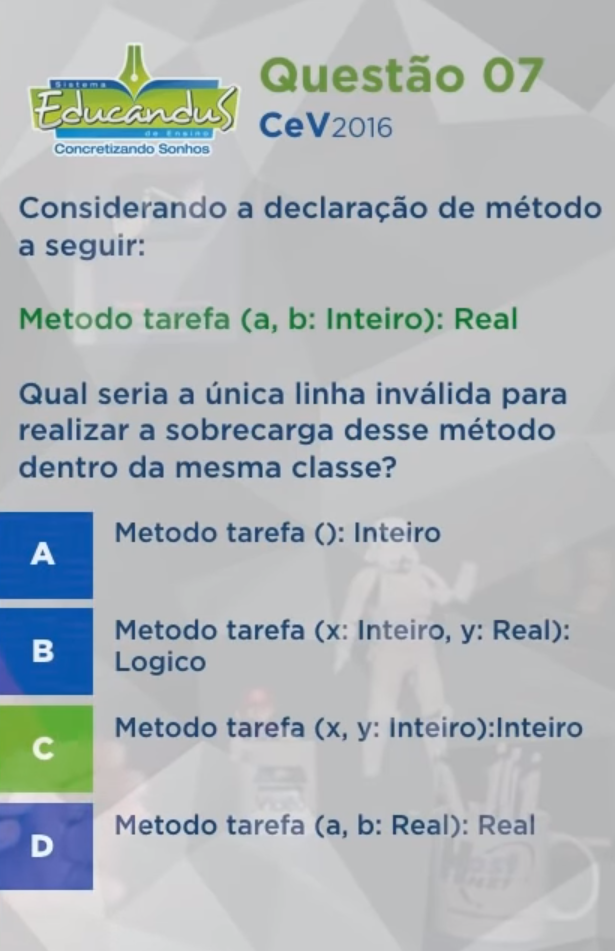 Sistema
Educandus
de Ensino
Concretizando Sonhos
Questão 07
CeV2016
Considerando a declaração de método
a seguir:
Metodo tarefa (a, b: Inteiro): Real
Qual seria a única linha inválida para
realizar a sobrecarga desse método
dentro da mesma classe?
A
Metodo tarefa (): Inteiro
B
Metodo tarefa (x: Inteiro, y: Real):
Logico
C
Metodo tarefa (x, y: Inteiro):Inteiro
D
Metodo tarefa (a, b: Real): Real